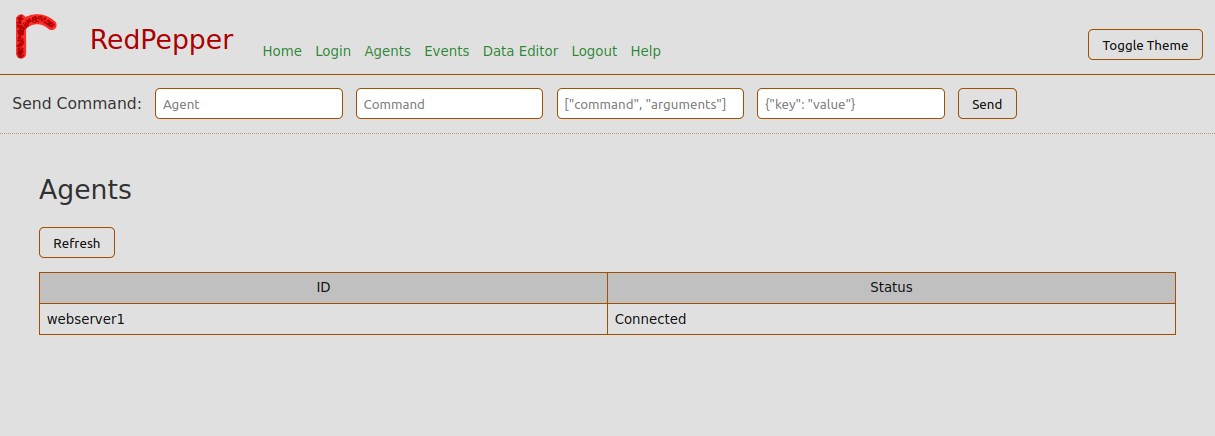 RedPepper Home Login Agents Events Data Editor Logout Help Toggle Theme
Send Command: Agent Command ["command", "arguments"] {"key": "value"} Send
Agents
Refresh
ID Status
webserver1 Connected